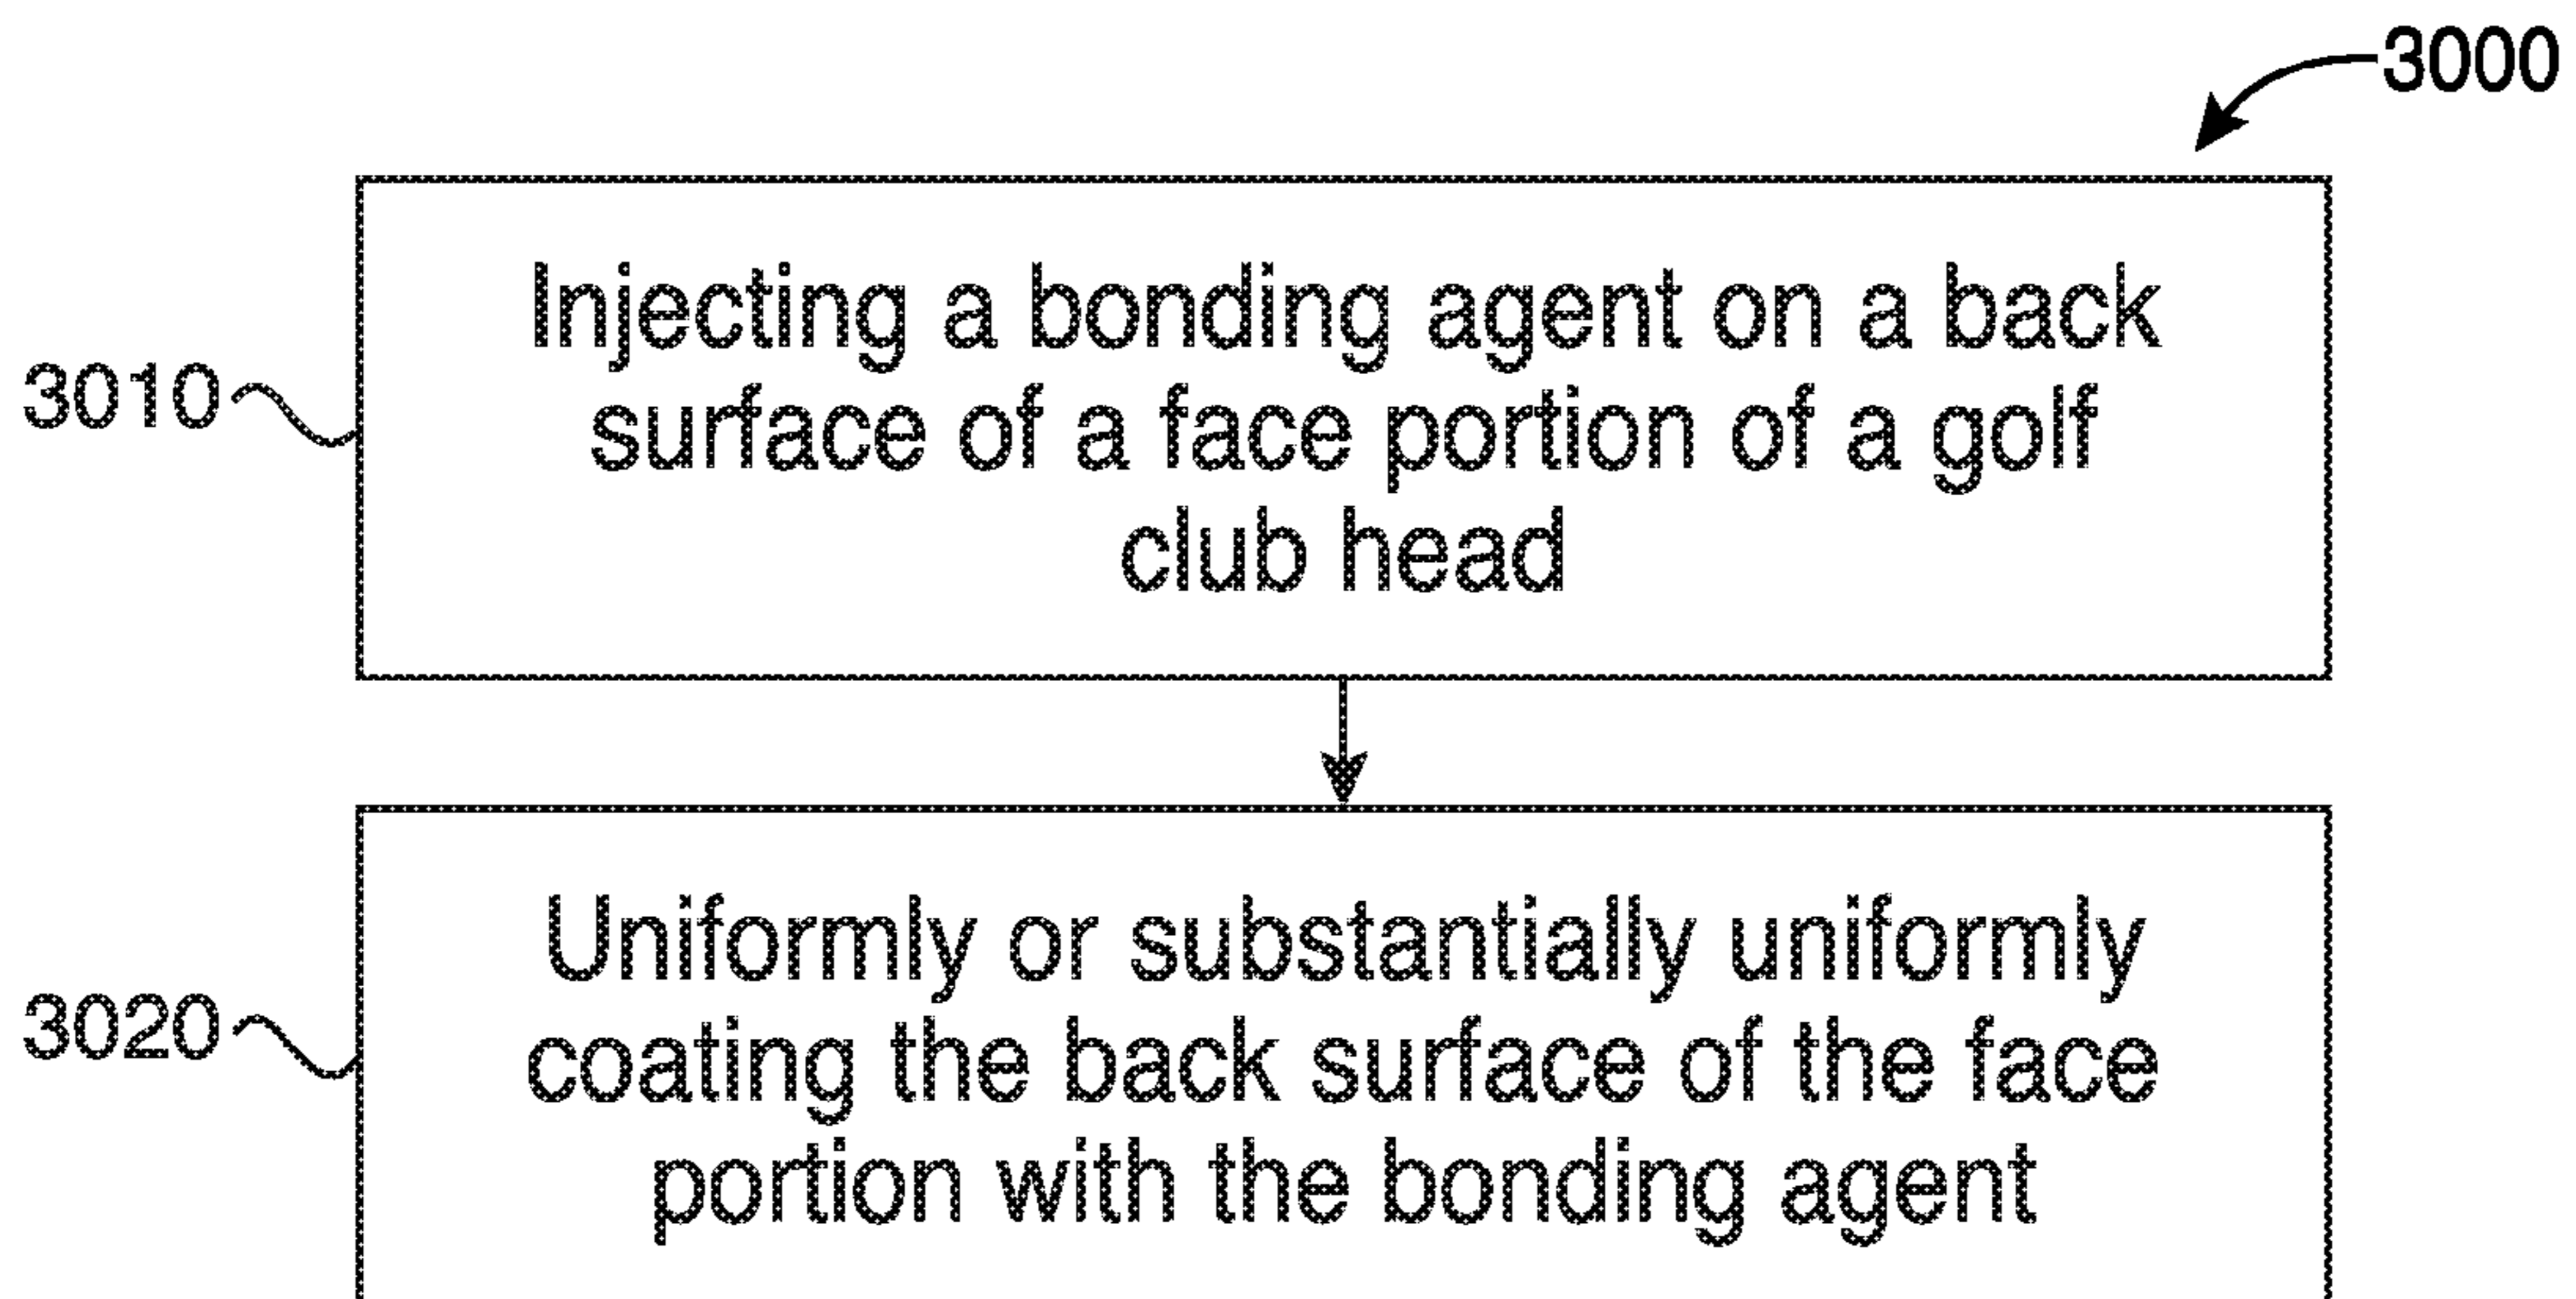 3000
3010
Injecting a bonding agent on a back
surface of a face portion of a golf
club head
3020
Uniformly or substantially uniformly
coating the back surface of the face
portion with the bonding agent